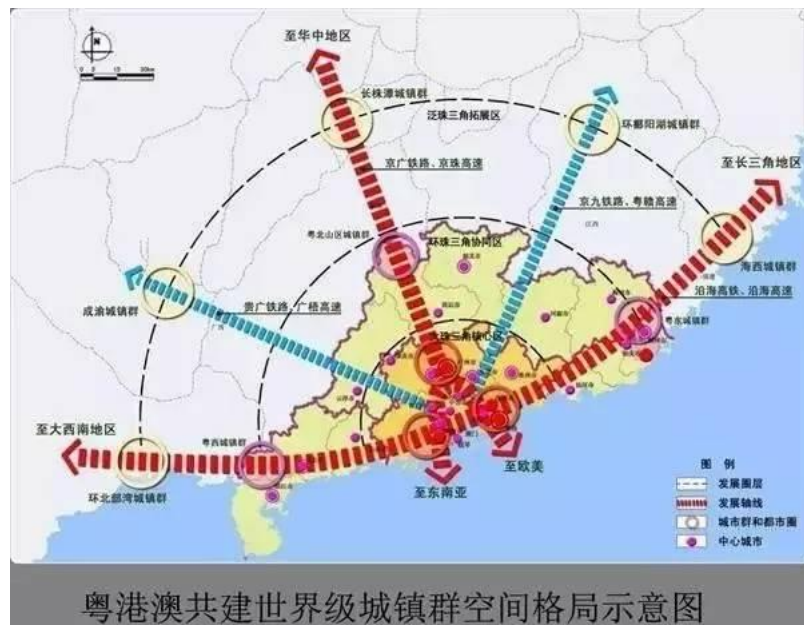 至华中地区
长株潭城镇群
泛珠三角拓展区
环鄱阳湖城镇群
京广铁路、京珠高速
至长三角地区
京九铁路、粤赣高速
江西
粤北山区城镇群
环珠三角协同区
海西城镇群
成渝城镇群
贵广铁路、广梧高速
沿海高铁、沿海高速
粤东城镇群
大珠三角核心区
至大西南地区
粤西城镇群
环北部湾城镇群
至东南亚
至欧美
图 例
发展圈层
发展轴线
城市群和都市圈
中心城市
粤港澳共建世界级城镇群空间格局示意图